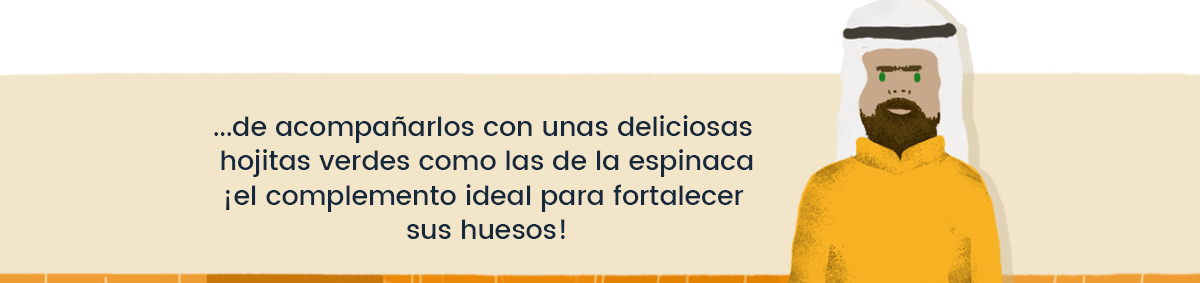 ...de acompañarlos con unas deliciosas
hojitas verdes como las de la espinaca
¡el complemento ideal para fortalecer
sus huesos!